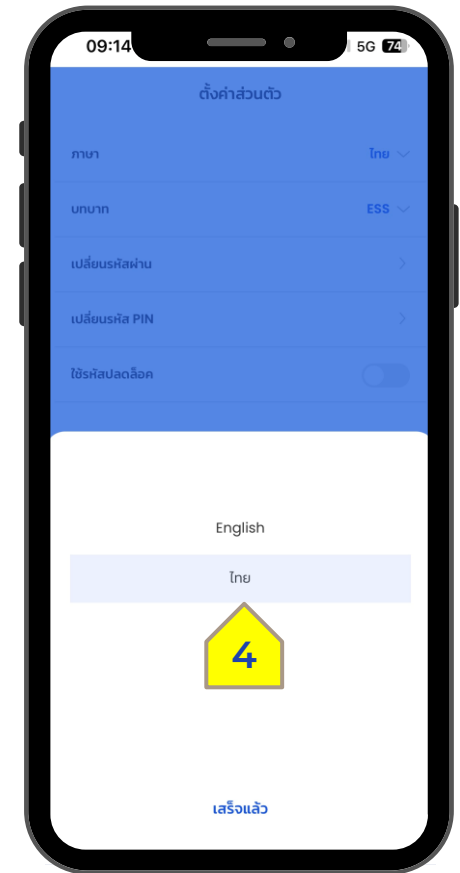 09:14 5G 74
ตั้งค่าส่วนตัว
ภาษา ไทย
บทบาท ESS
เปลี่ยนรหัสผ่าน
เปลี่ยนรหัส PIN
ใช้รหัสปลดล็อค
English
ไทย
4
เสร็จแล้ว